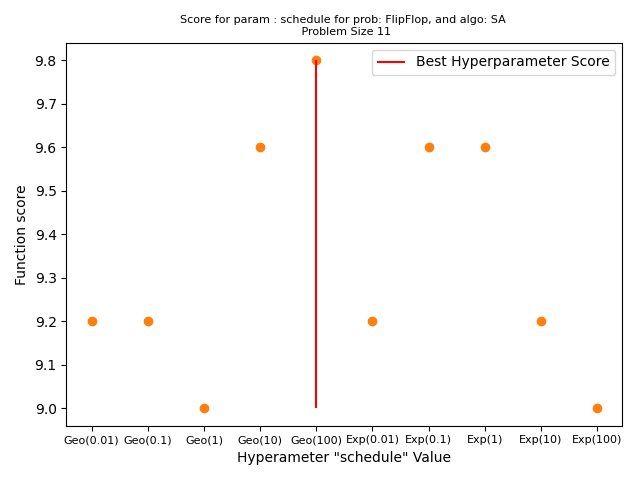 Score for param : schedule for prob: FlipFlop, and algo: SA
Problem Size 11
Best Hyperparameter Score
Function score
9.8
9.7
9.6
9.5
9.4
9.3
9.2
9.1
9.0
Geo(0.01) Geo(0.1) Geo(1) Geo(10) Geo(100) Exp(0.01) Exp(0.1) Exp(1) Exp(10) Exp(100)
Hyperameter "schedule" Value